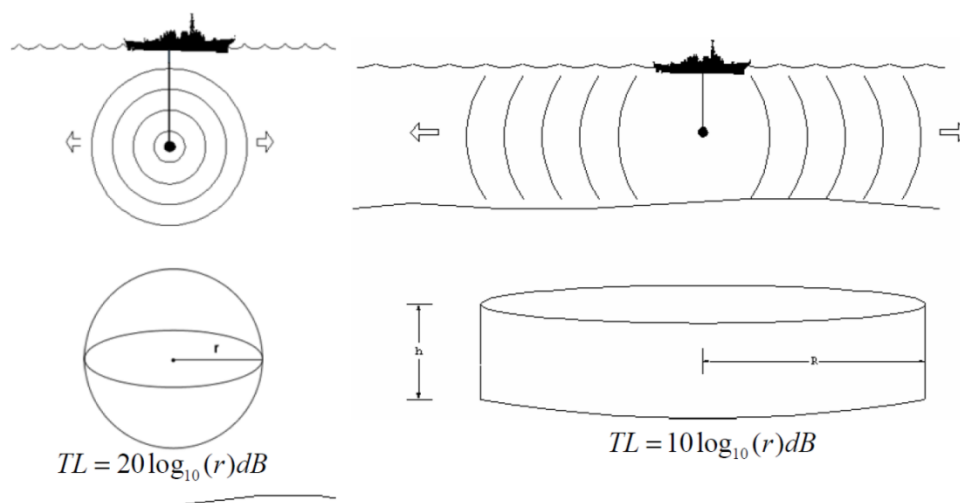 r
TL = 20 log₁₀ (r) dB
h
R
TL = 10 log₁₀ (r) dB